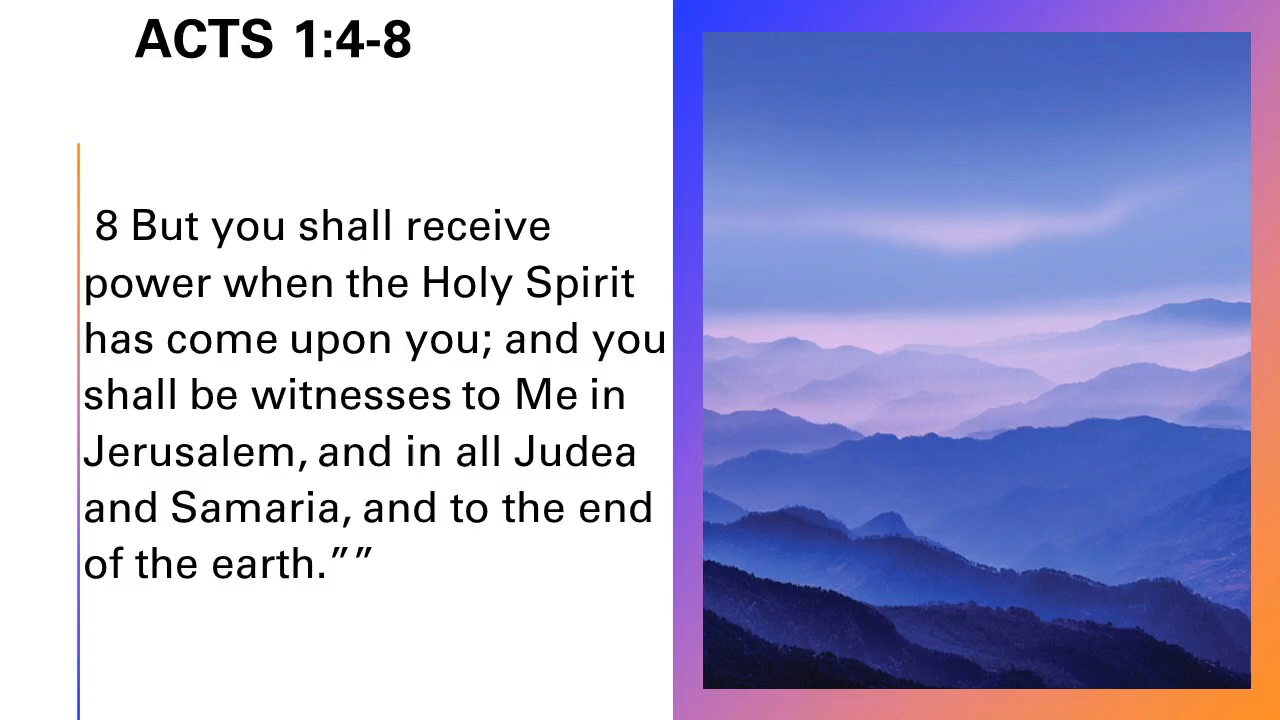 ACTS 1:4-8
8 But you shall receive
power when the Holy Spirit
has come upon you; and you
shall be witnesses to Me in
Jerusalem, and in all Judea
and Samaria, and to the end
of the earth.””